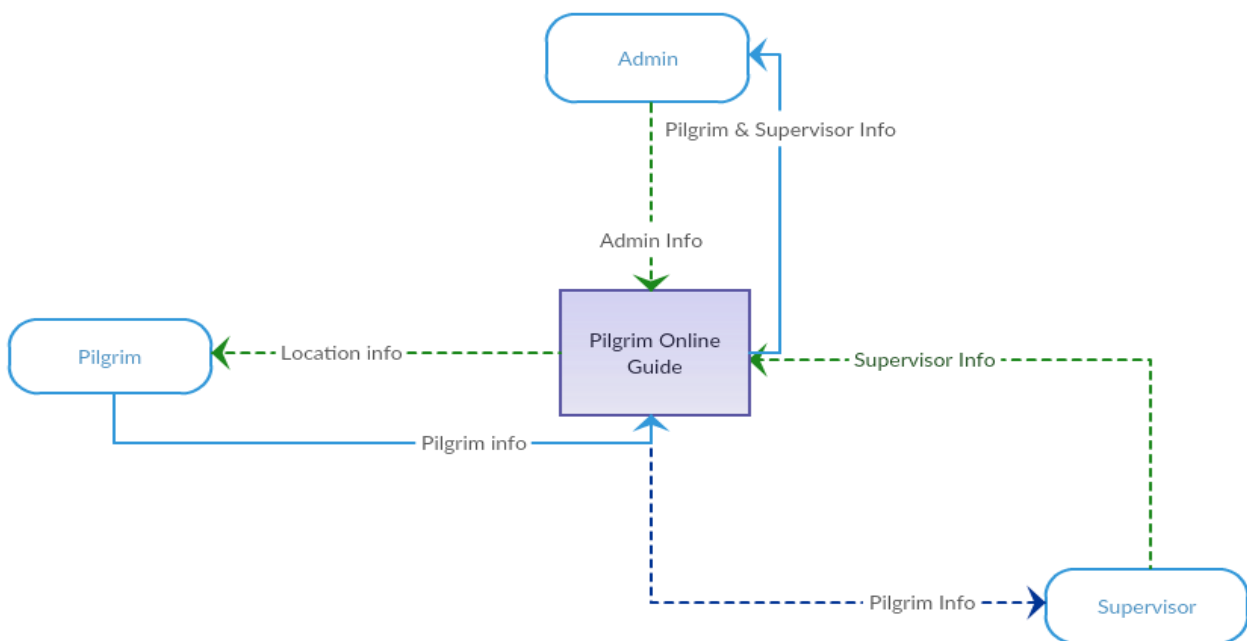 Admin
Pilgrim & Supervisor Info
Admin Info
Pilgrim Online
Guide
Pilgrim
Location info
Supervisor Info
Pilgrim info
Pilgrim Info
Supervisor